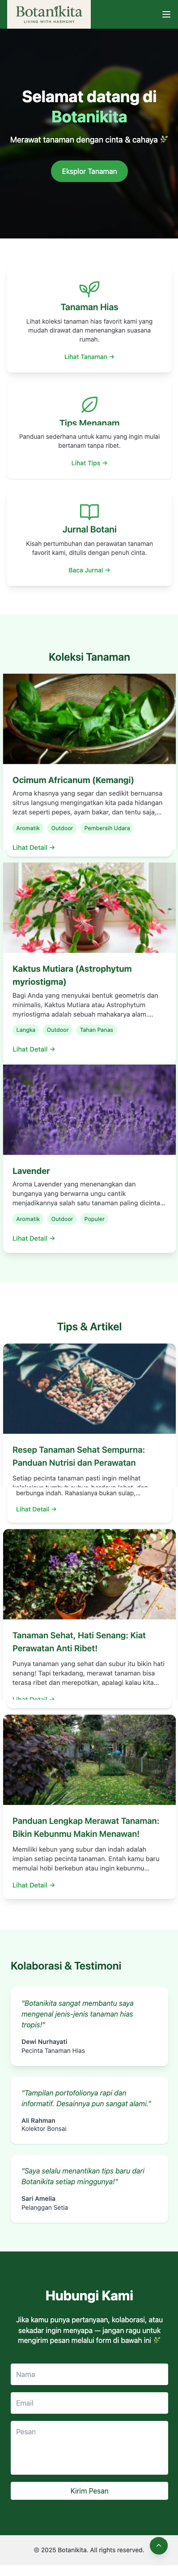 Botanikita
LIVING WITH HARMONY
Selamat datang di
Botanikita
Merawat tanaman dengan cinta & cahaya 🌿
Eksplor Tanaman
Tanaman Hias
Lihat koleksi tanaman hias favorit kami yang
mudah dirawat dan menenangkan suasana
rumah.
Lihat Tanaman →
Tips Menanam
Panduan sederhana untuk kamu yang ingin mulai
bertanam tanpa ribet.
Lihat Tips →
Jurnal Botani
Kisah pertumbuhan dan perawatan tanaman
favorit kami, ditulis dengan penuh cinta.
Baca Jurnal →
Koleksi Tanaman
Ocimum Africanum (Kemangi)
Aroma khasnya yang segar dan sedikit bernuansa
sitrus langsung mengingatkan kita pada hidangan
lezat seperti pepes, ayam bakar, dan tentu saja,...
Aromatik Outdoor Pembersih Udara
Lihat Detail →
Kaktus Mutiara (Astrophytum
myriostigma)
Bagi Anda yang menyukai bentuk geometris dan
minimalis, Kaktus Mutiara atau Astrophytum
myriostigma adalah sebuah mahakarya alam....
Langka Outdoor Tahan Panas
Lihat Detail →
Lavender
Aroma Lavender yang menenangkan dan
bunganya yang berwarna ungu cantik
menjadikannya salah satu tanaman paling dicinta...
Aromatik Outdoor Populer
Lihat Detail →
Tips & Artikel
Resep Tanaman Sehat Sempurna:
Panduan Nutrisi dan Perawatan
Setiap pecinta tanaman pasti ingin melihat
berbunga indah. Rahasianya bukan sulap,...
Lihat Detail →
Tanaman Sehat, Hati Senang: Kiat
Perawatan Anti Ribet!
Punya tanaman yang sehat dan subur itu bikin hati
senang! Tapi terkadang, merawat tanaman bisa
terasa ribet dan merepotkan, apalagi kalau kita...
Lihat Detail →
Panduan Lengkap Merawat Tanaman:
Bikin Kebunmu Makin Menawan!
Memiliki kebun yang subur dan indah adalah
impian setiap pecinta tanaman. Entah kamu baru
memulai hobi berkebun atau ingin kebunmu...
Lihat Detail →
Kolaborasi & Testimoni
"Botanikita sangat membantu saya
mengenal jenis-jenis tanaman hias
tropis!"
Dewi Nurhayati
Pecinta Tanaman Hias
"Tampilan portofolionya rapi dan
informatif. Desainnya pun sangat alami."
Ali Rahman
Kolektor Bonsai
"Saya selalu menantikan tips baru dari
Botanikita setiap minggunya!"
Sari Amelia
Pelanggan Setia
Hubungi Kami
Jika kamu punya pertanyaan, kolaborasi, atau
sekadar ingin menyapa — jangan ragu untuk
mengirim pesan melalui form di bawah ini 🌿
Nama
Email
Pesan
Kirim Pesan
© 2025 Botanikita. All rights reserved.